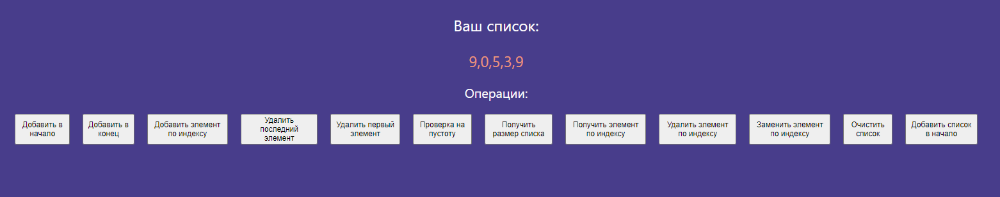 Ваш список:
9,0,5,3,9
Операции:
Добавить в
начало
Добавить в
конец
Добавить элемент
по индексу
Удалить
последний
элемент
Удалить первый
элемент
Проверка на
пустоту
Получить
размер списка
Получить элемент
по индексу
Удалить элемент
по индексу
Заменить элемент
по индексу
Очистить
список
Добавить список
в начало